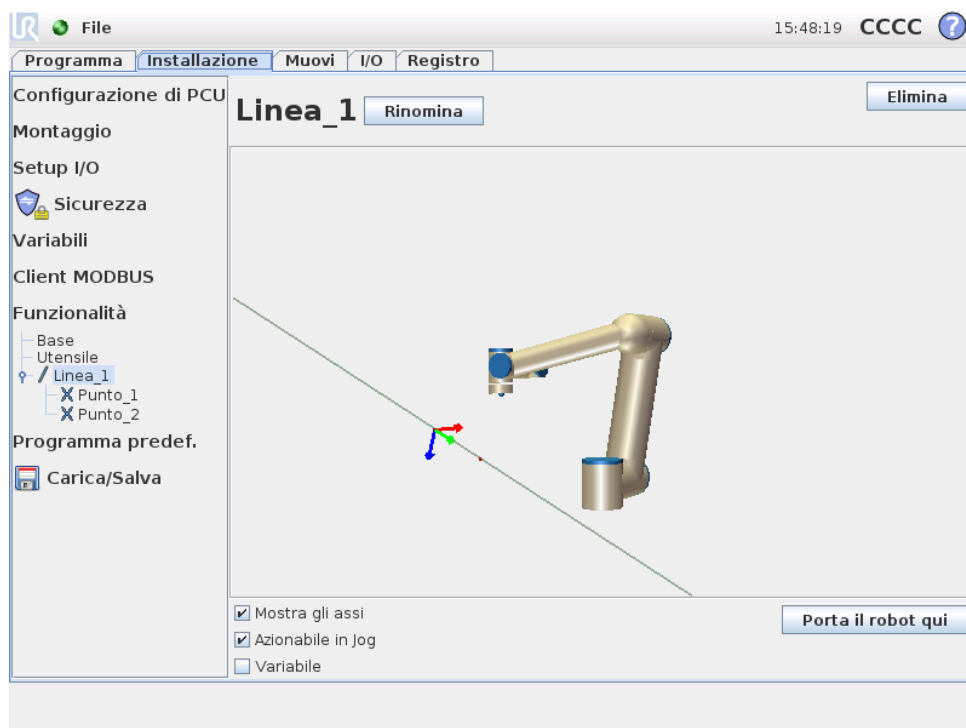 UR File 15:48:19 CCCC ?
Programma Installazione Muovi I/O Registro
Configurazione di PCU
Montaggio
Setup I/O
Sicurezza
Variabili
Client MODBUS
Funzionalità
Base
Utensile
Linea_1
Punto_1
Punto_2
Programma predef.
Carica/Salva
Linea_1 Rinomina Elimina
Mostra gli assi
Azionabile in Jog
Variabile
Porta il robot qui